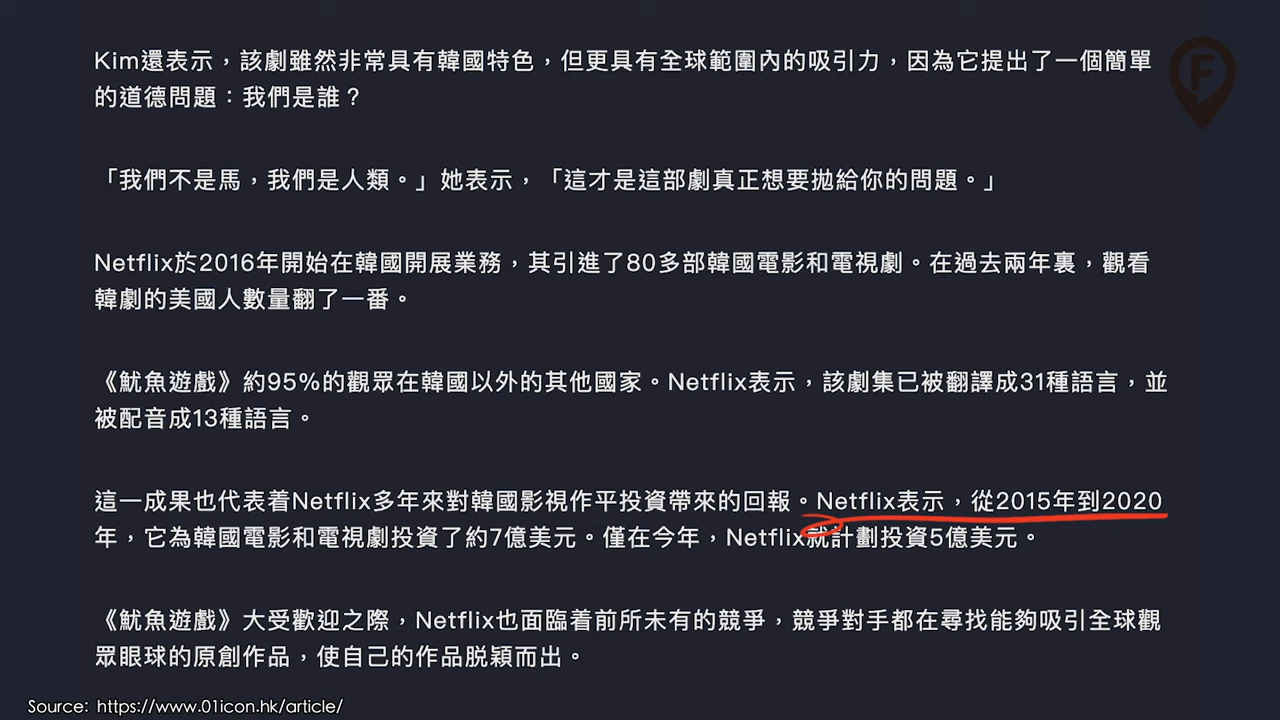 Kim還表示，該劇雖然非常具有韓國特色，但更具有全球範圍內的吸引力，因為它提出了一個簡單
的道德問題：我們是誰？
「我們不是馬，我們是人類。」她表示，「這才是這部劇真正想要拋給你的問題。」
Netflix於2016年開始在韓國開展業務，其引進了80多部韓國電影和電視劇。在過去兩年裏，觀看
韓劇的美國人數量翻了一番。
《魷魚遊戲》約95%的觀眾在韓國以外的其他國家。Netflix表示，該劇集已被翻譯成31種語言，並
被配音成13種語言。
這一成果也代表着Netflix多年來對韓國影視作平投資帶來的回報。Netflix表示，從2015年到2020
年，它為韓國電影和電視劇投資了約7億美元。僅在今年，Netflix就計劃投資5億美元。
《魷魚遊戲》大受歡迎之際，Netflix也面臨着前所未有的競爭，競爭對手都在尋找能夠吸引全球觀
眾眼球的原創作品，使自己的作品脫穎而出。
Source: https://www.01icon.hk/article/